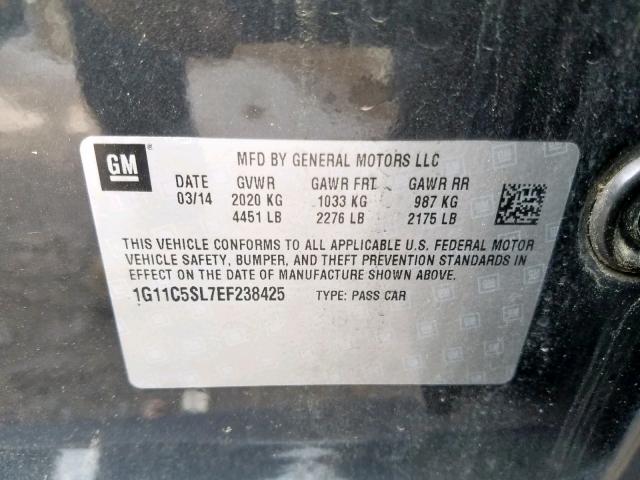 GM ®
MFD BY GENERAL MOTORS LLC
DATE GVWR GAWR FRT GAWR RR
03/14 2020 KG 1033 KG 987 KG
4451 LB 2276 LB 2175 LB
THIS VEHICLE CONFORMS TO ALL APPLICABLE U.S. FEDERAL MOTOR
VEHICLE SAFETY, BUMPER, AND THEFT PREVENTION STANDARDS IN
EFFECT ON THE DATE OF MANUFACTURE SHOWN ABOVE.
1G11C5SL7EF238425 TYPE: PASS CAR